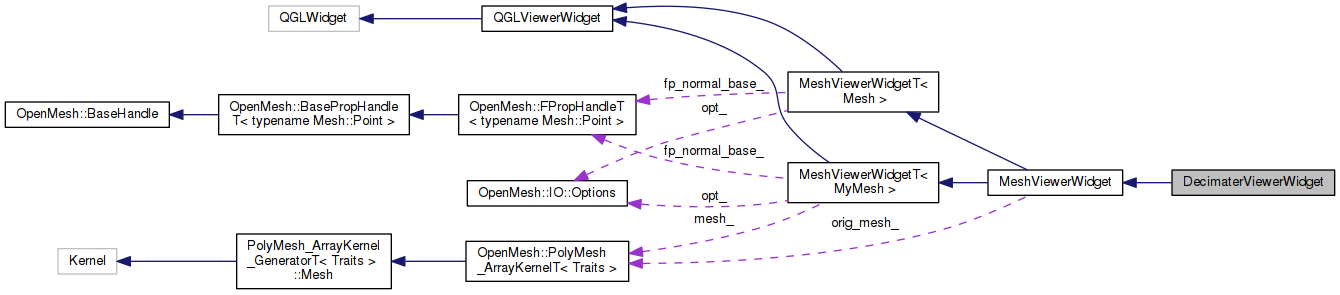 QGLWidget
QGLViewerWidget
MeshViewerWidgetT<
Mesh >
fp_normal_base_
opt_
OpenMesh::BaseHandle
OpenMesh::BasePropHandle
T< typename Mesh::Point >
OpenMesh::FPropHandleT
< typename Mesh::Point >
fp_normal_base_
MeshViewerWidgetT<
MyMesh >
MeshViewerWidget
DecimaterViewerWidget
OpenMesh::IO::Options
opt_
mesh_
orig_mesh_
Kernel
PolyMesh_ArrayKernel
_GeneratorT< Traits >
::Mesh
OpenMesh::PolyMesh
_ArrayKernelT< Traits >